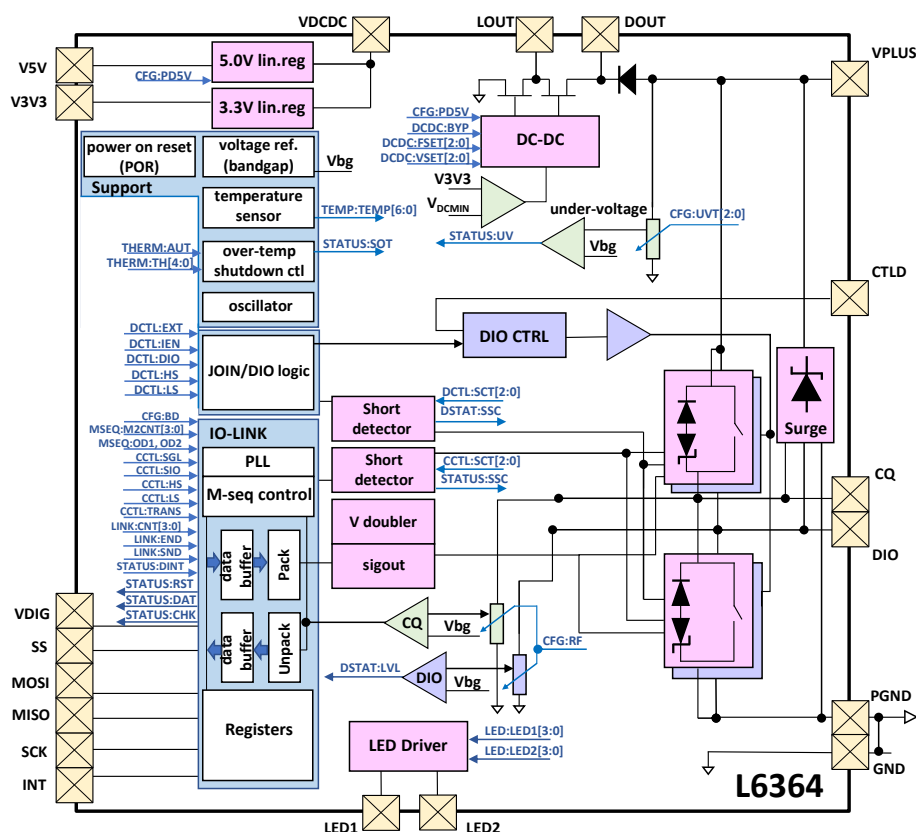 VDCDC
LOUT
DOUT
VPLUS
V5V
V3V3
5.0V lin.reg
CFG:PD5V
3.3V lin.reg
CFG:PD5V
DCDC:BYP
DCDC:FSET[2:0]
DCDC:VSET[2:0]
DC-DC
power on reset
(POR)
Support
voltage ref.
(bandgap)
Vbg
V3V3
VDCMIN
temperature
sensor
TEMP:TEMP[6:0]
under-voltage
CFG:UVT[2:0]
STATUS:UV
Vbg
THERM:AUT
THERM:TH[4:0]
over-temp
shutdown ctl
STATUS:SOT
oscillator
CTLD
DCTL:EXT
DCTL:IEN
DCTL:DIO
DCTL:HS
DCTL:LS
JOIN/DIO logic
DIO CTRL
Surge
Short
detector
DCTL:SCT[2:0]
DSTAT:SSC
CFG:BD
MSEQ:M2CNT[3:0]
MSEQ:OD1, OD2
CCTL:SGL
CCTL:SIO
CCTL:HS
CCTL:LS
CCTL:TRANS
LINK:CNT[3:0]
LINK:END
LINK:SND
STATUS:DINT
STATUS:RST
STATUS:DAT
STATUS:CHK
IO-LINK
PLL
M-seq control
Short
detector
CCTL:SCT[2:0]
STATUS:SSC
CQ
DIO
V doubler
sigout
data
buffer
Pack
data
buffer
Unpack
CQ
Vbg
CFG:RF
DSTAT:LVL
DIO
Vbg
VDIG
SS
MOSI
MISO
SCK
INT
Registers
LED Driver
LED:LED1[3:0]
LED:LED2[3:0]
PGND
GND
L6364
LED1
LED2